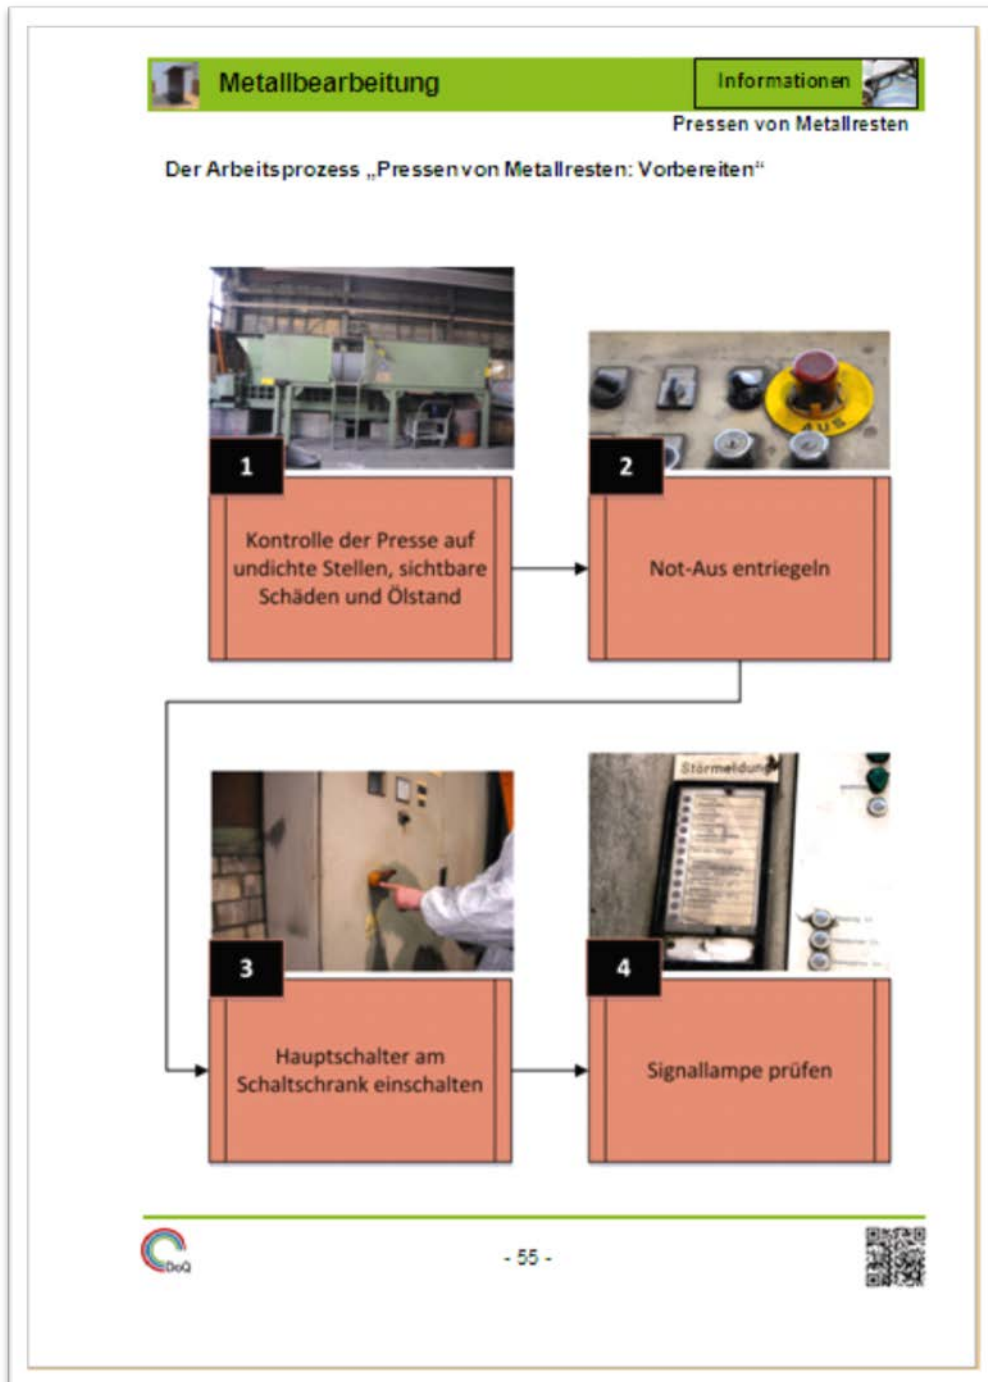 Metallbearbeitung
Informationen
Pressen von Metallresten
Der Arbeitsprozess „Pressen von Metallresten: Vorbereiten“
AUS
1
Kontrolle der Presse auf
undichte Stellen, sichtbare
Schäden und Ölstand
2
Not-Aus entriegeln
3
Hauptschalter am
Schaltschrank einschalten
Störmeldung
4
Signallampe prüfen
DoQ
- 55 -